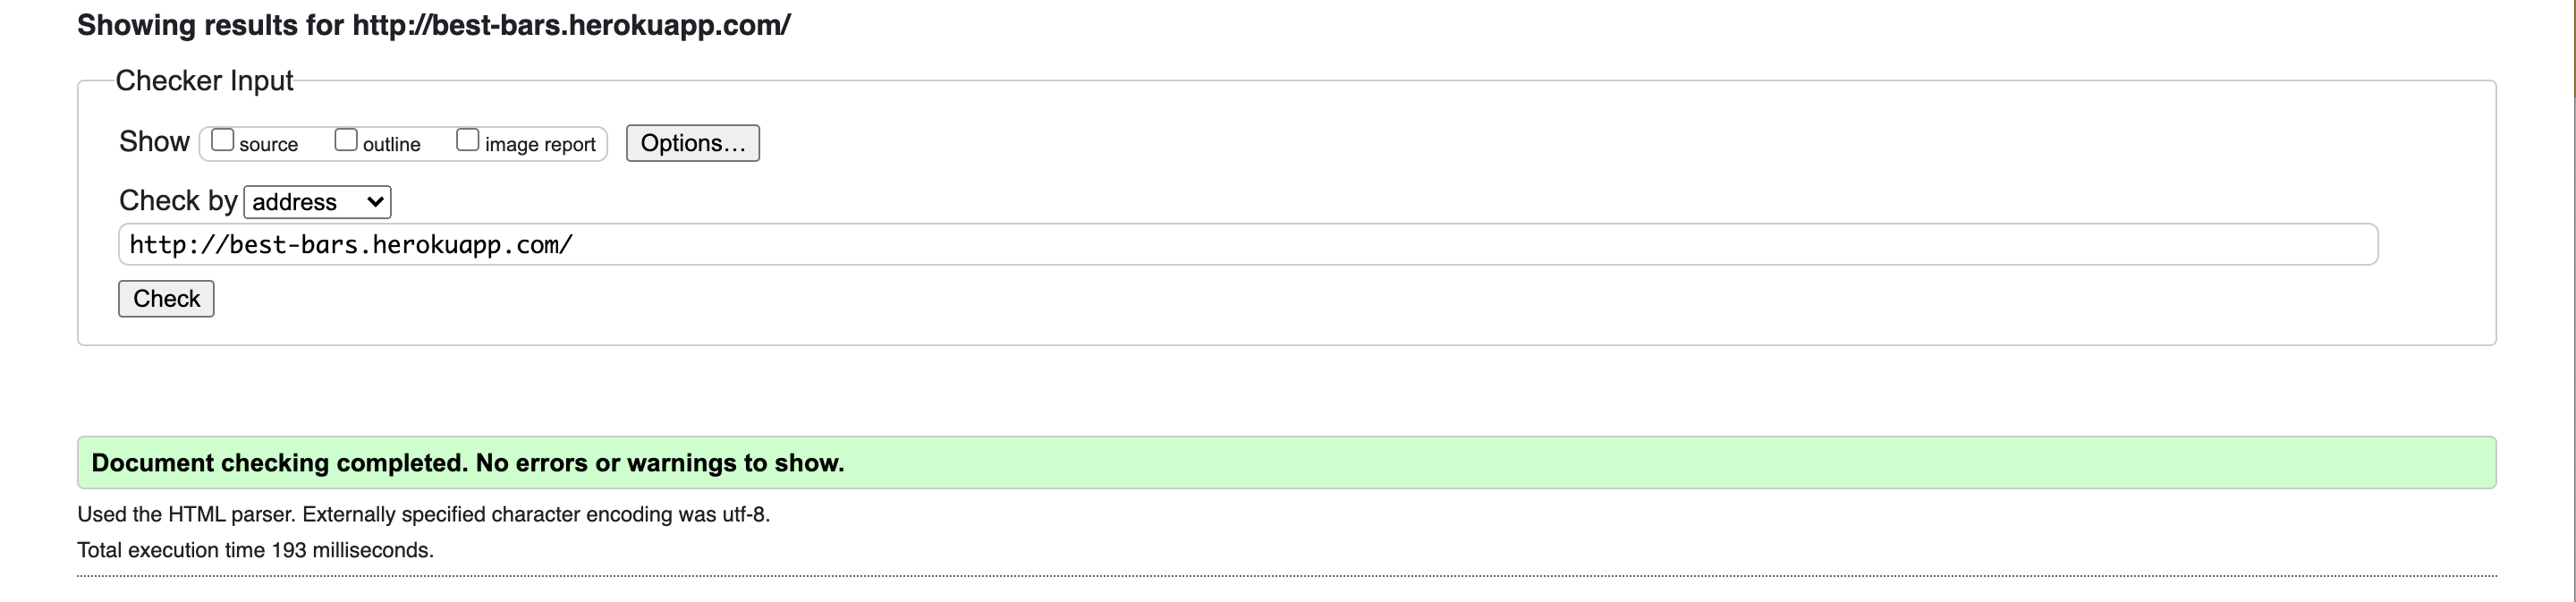 Showing results for http://best-bars.herokuapp.com/
Checker Input
Show source outline image report Options...
Check by address
http://best-bars.herokuapp.com/
Check
Document checking completed. No errors or warnings to show.
Used the HTML parser. Externally specified character encoding was utf-8.
Total execution time 193 milliseconds.